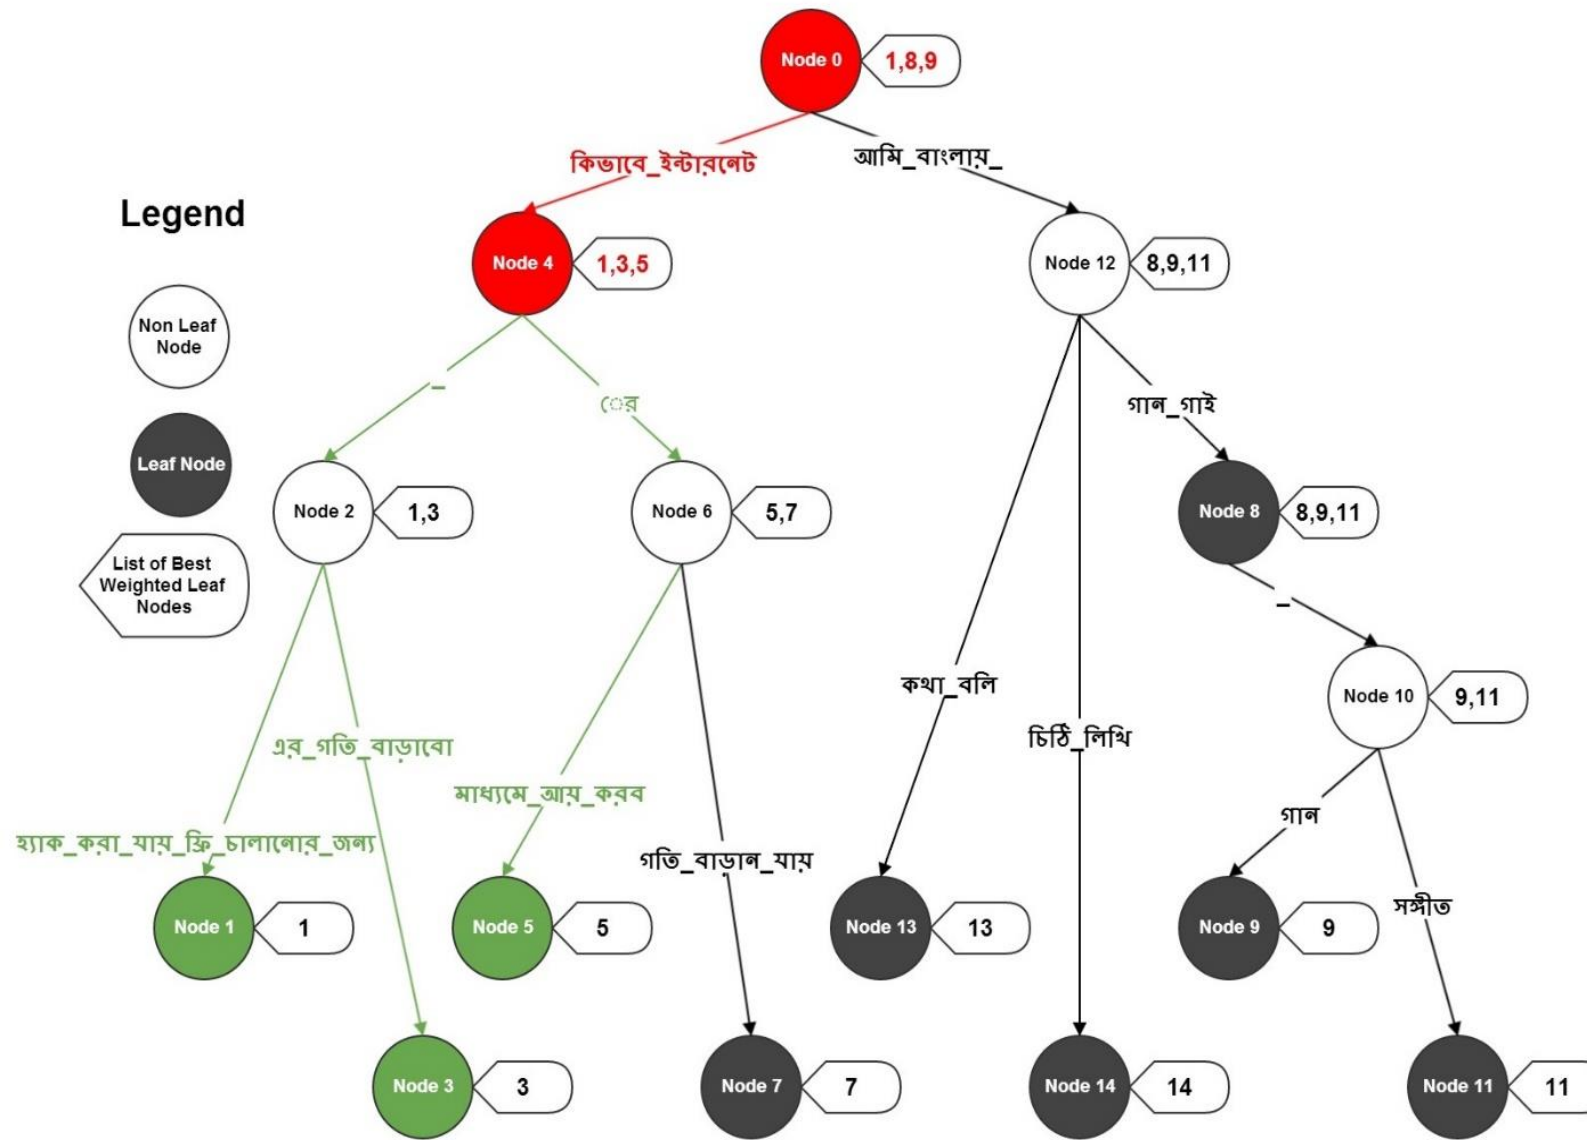 Node 0
1,8,9
কিভাবে_ইন্টারনেট
আমি_বাংলায়_
Legend
Node 4
1,3,5
Node 12
8,9,11
Non Leaf
Node
_
ের
গান_গাই
Leaf Node
Node 2
1,3
Node 6
5,7
Node 8
8,9,11
List of Best
Weighted Leaf
Nodes
_
কথা_বলি
Node 10
9,11
এর_গতি_বাড়াবো
চিঠি_লিখি
মাধ্যমে_আয়_করব
গান
হ্যাক_করা_যায়_ফ্রি_চালানোর_জন্য
গতি_বাড়ান_যায়
সঙ্গীত
Node 1
1
Node 5
5
Node 13
13
Node 9
9
Node 3
3
Node 7
7
Node 14
14
Node 11
11